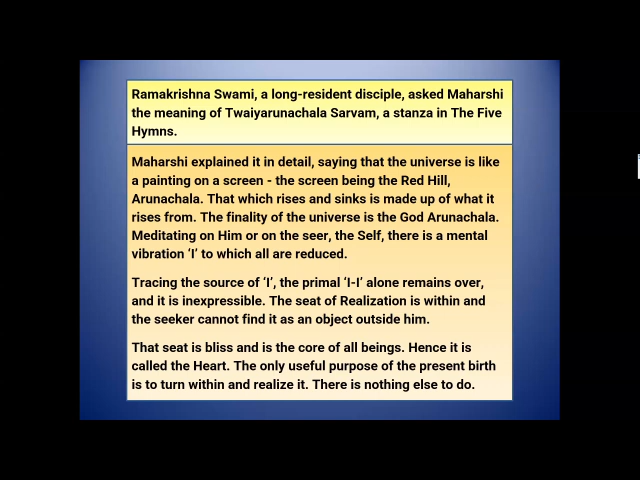 Ramakrishna Swami, a long-resident disciple, asked Maharshi
the meaning of Twaiyarunachala Sarvam, a stanza in The Five
Hymns.
Maharshi explained it in detail, saying that the universe is like
a painting on a screen - the screen being the Red Hill,
Arunachala. That which rises and sinks is made up of what it
rises from. The finality of the universe is the God Arunachala.
Meditating on Him or on the seer, the Self, there is a mental
vibration ‘I’ to which all are reduced.
Tracing the source of ‘I’, the primal ‘I-I’ alone remains over,
and it is inexpressible. The seat of Realization is within and
the seeker cannot find it as an object outside him.
That seat is bliss and is the core of all beings. Hence it is
called the Heart. The only useful purpose of the present birth
is to turn within and realize it. There is nothing else to do.